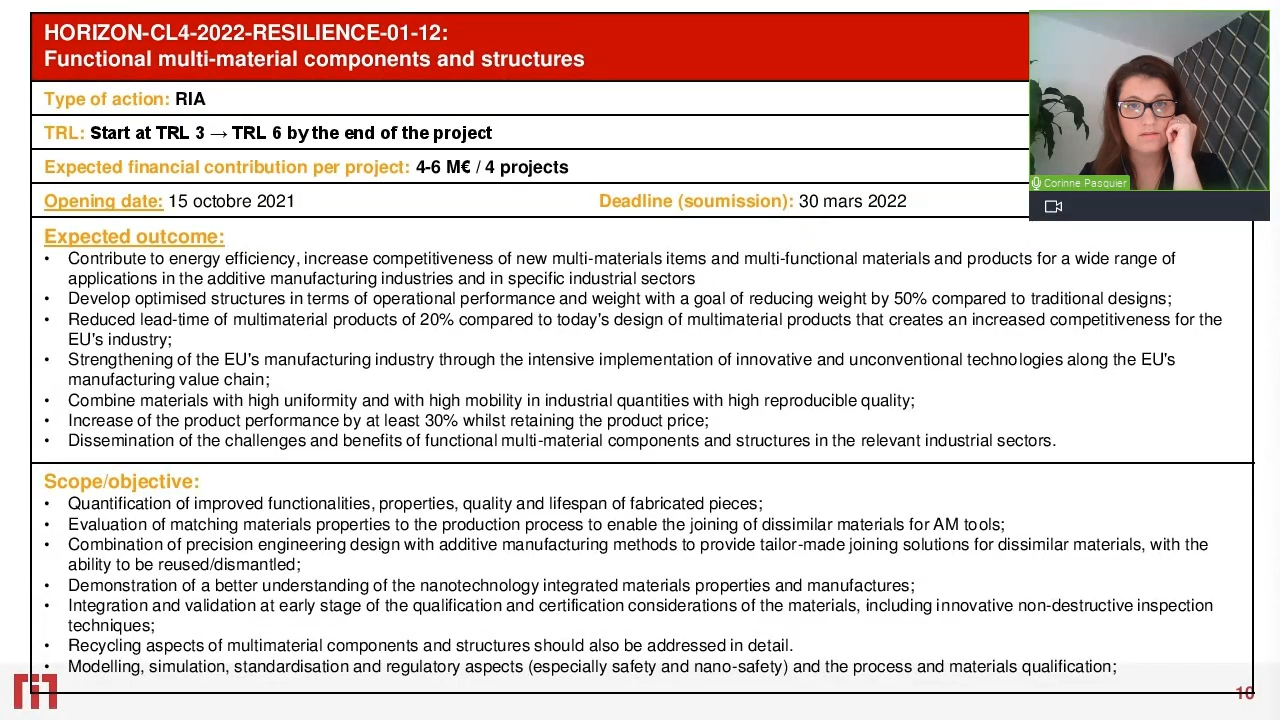 HORIZON-CL4-2022-RESILIENCE-01-12:
Functional multi-material components and structures
Type of action: RIA
TRL: Start at TRL 3 → TRL 6 by the end of the project
Expected financial contribution per project: 4-6 M€ / 4 projects
Opening date: 15 octobre 2021 Deadline (soumission): 30 mars 2022
Corinne Pasquier
Expected outcome:
• Contribute to energy efficiency, increase competitiveness of new multi-materials items and multi-functional materials and products for a wide range of
applications in the additive manufacturing industries and in specific industrial sectors
• Develop optimised structures in terms of operational performance and weight with a goal of reducing weight by 50% compared to traditional designs;
• Reduced lead-time of multimaterial products of 20% compared to today's design of multimaterial products that creates an increased competitiveness for the
EU's industry;
• Strengthening of the EU's manufacturing industry through the intensive implementation of innovative and unconventional technologies along the EU's
manufacturing value chain;
• Combine materials with high uniformity and with high mobility in industrial quantities with high reproducible quality;
• Increase of the product performance by at least 30% whilst retaining the product price;
• Dissemination of the challenges and benefits of functional multi-material components and structures in the relevant industrial sectors.
Scope/objective:
• Quantification of improved functionalities, properties, quality and lifespan of fabricated pieces;
• Evaluation of matching materials properties to the production process to enable the joining of dissimilar materials for AM tools;
• Combination of precision engineering design with additive manufacturing methods to provide tailor-made joining solutions for dissimilar materials, with the
ability to be reused/dismantled;
• Demonstration of a better understanding of the nanotechnology integrated materials properties and manufactures;
• Integration and validation at early stage of the qualification and certification considerations of the materials, including innovative non-destructive inspection
techniques;
• Recycling aspects of multimaterial components and structures should also be addressed in detail.
• Modelling, simulation, standardisation and regulatory aspects (especially safety and nano-safety) and the process and materials qualification;